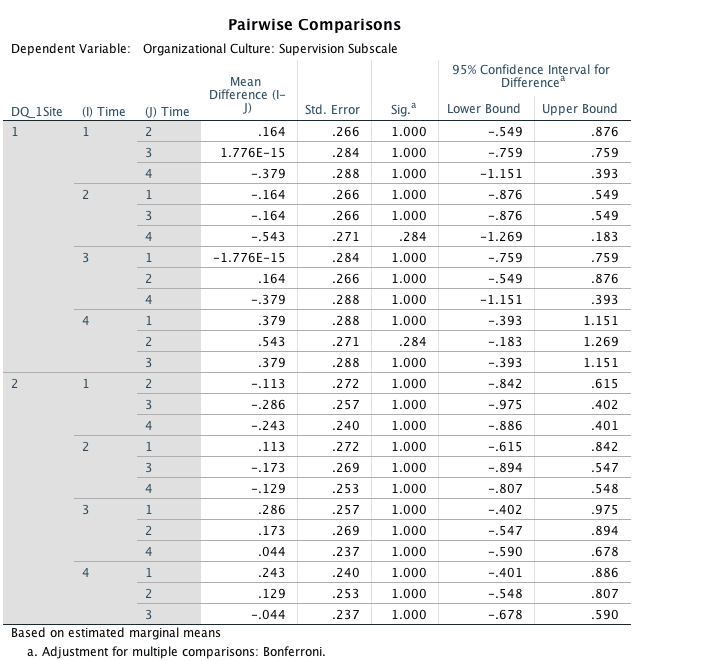 Pairwise Comparisons
Dependent Variable: Organizational Culture: Supervision Subscale
95% Confidence Interval for
Differenceᵃ
Mean
Difference (I-
J)
DQ_1Site (I) Time (J) Time Std. Error Sig.ᵃ Lower Bound Upper Bound
1 1 2 .164 .266 1.000 -.549 .876
3 1.776E-15 .284 1.000 -.759 .759
4 -.379 .288 1.000 -1.151 .393
2 1 -.164 .266 1.000 -.876 .549
3 -.164 .266 1.000 -.876 .549
4 -.543 .271 .284 -1.269 .183
3 1 -1.776E-15 .284 1.000 -.759 .759
2 .164 .266 1.000 -.549 .876
4 -.379 .288 1.000 -1.151 .393
4 1 .379 .288 1.000 -.393 1.151
2 .543 .271 .284 -.183 1.269
3 .379 .288 1.000 -.393 1.151
2 1 2 -.113 .272 1.000 -.842 .615
3 -.286 .257 1.000 -.975 .402
4 -.243 .240 1.000 -.886 .401
2 1 .113 .272 1.000 -.615 .842
3 -.173 .269 1.000 -.894 .547
4 -.129 .253 1.000 -.807 .548
3 1 .286 .257 1.000 -.402 .975
2 .173 .269 1.000 -.547 .894
4 .044 .237 1.000 -.590 .678
4 1 .243 .240 1.000 -.401 .886
2 .129 .253 1.000 -.548 .807
3 -.044 .237 1.000 -.678 .590
Based on estimated marginal means
a. Adjustment for multiple comparisons: Bonferroni.